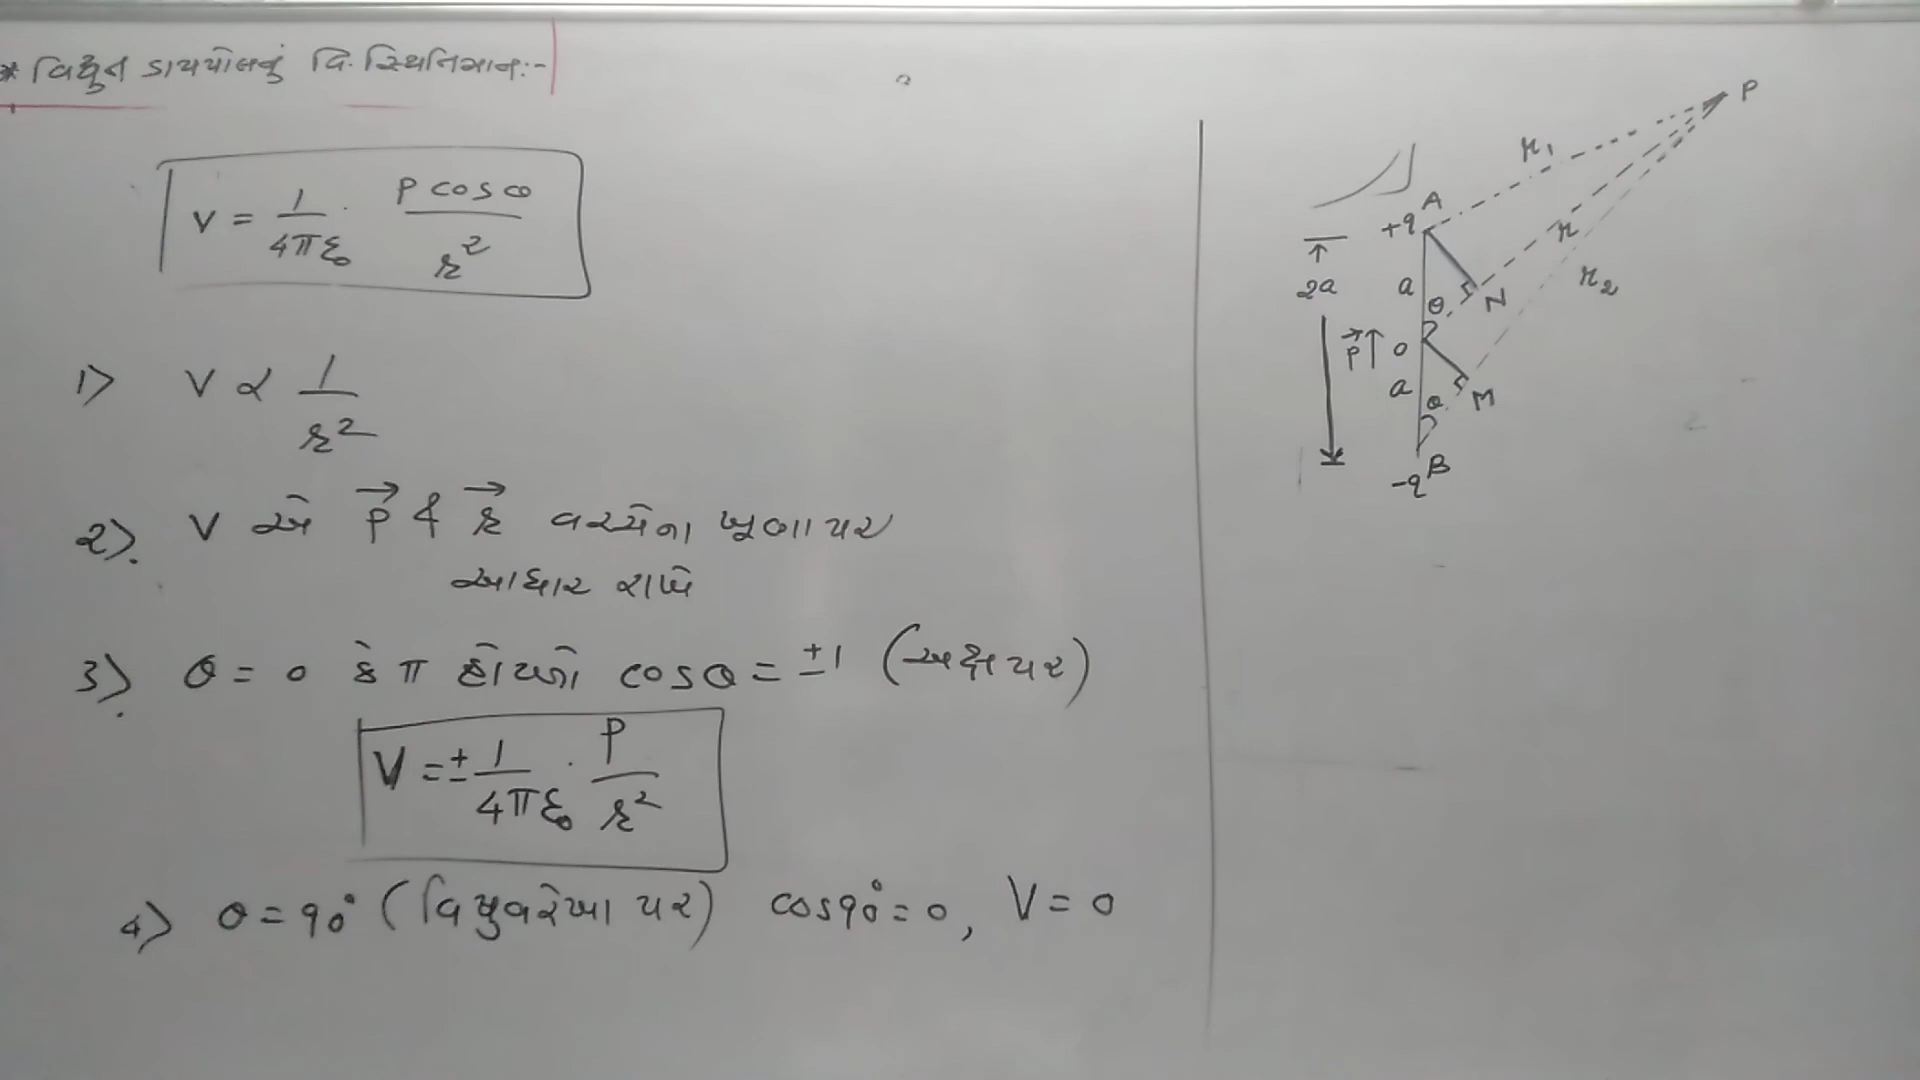 * વિદ્યુત ડાયપોલનું વિ. સ્થિતિમાન:-
V = 1/4πε₀ · P cosθ/r²
1> V ∝ 1/r²
2>. V એ P⃗ & r⃗ વચ્ચેના ખૂણા પર
આધાર રાખે
3>. θ = 0 કે π હોય તો cosθ = ±1 (અક્ષ પર)
V = ± 1/4πε₀ · P/r²
4> θ = 90° (વિષુવરેખા પર) cos90° = 0, V = 0
P
r₁
A
+q
r
r₂
2a
a
θ
N
P⃗↑
O
a
θ
M
-q
B